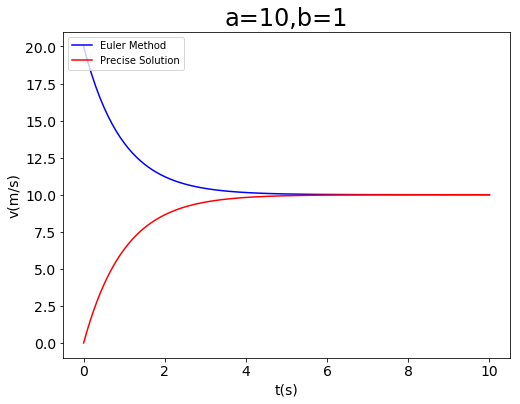 a=10,b=1
Euler Method
Precise Solution
20.0
17.5
15.0
12.5
10.0
7.5
5.0
2.5
0.0
v(m/s)
0 2 4 6 8 10
t(s)